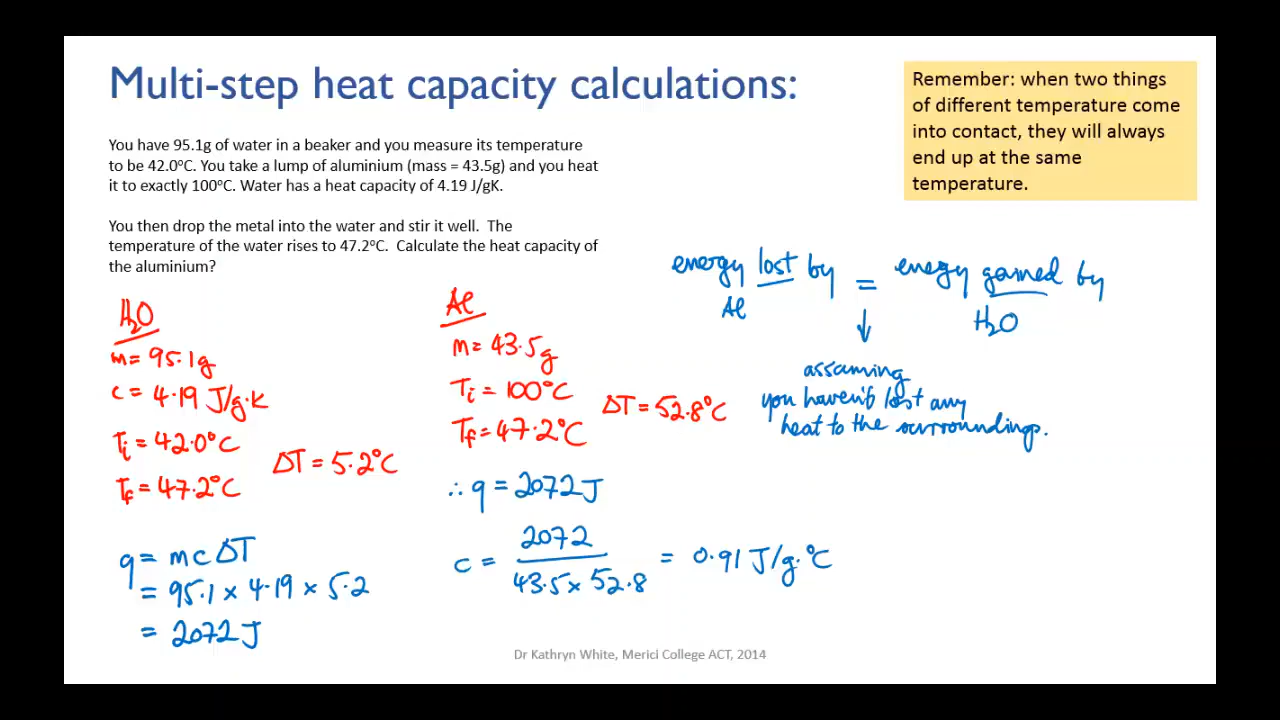 Multi-step heat capacity calculations:
Remember: when two things
of different temperature come
into contact, they will always
end up at the same
temperature.
You have 95.1g of water in a beaker and you measure its temperature
to be 42.0°C. You take a lump of aluminium (mass = 43.5g) and you heat
it to exactly 100°C. Water has a heat capacity of 4.19 J/gK.
You then drop the metal into the water and stir it well. The
temperature of the water rises to 47.2°C. Calculate the heat capacity of
the aluminium?
energy lost by = energy gained by
Al H₂O
↓
assuming
you haven't lost any
heat to the surroundings.
H₂O
m = 95.1g
c = 4.19 J/g.K
Ti = 42.0°C
Tf = 47.2°C
ΔT = 5.2°C
q = mcΔT
= 95.1 × 4.19 × 5.2
= 2072 J
Al
m = 43.5g
Ti = 100°C
Tf = 47.2°C
ΔT = 52.8°C
∴ q = 2072 J
c = 2072 / 43.5 × 52.8 = 0.91 J/g.°C
Dr Kathryn White, Merici College ACT, 2014